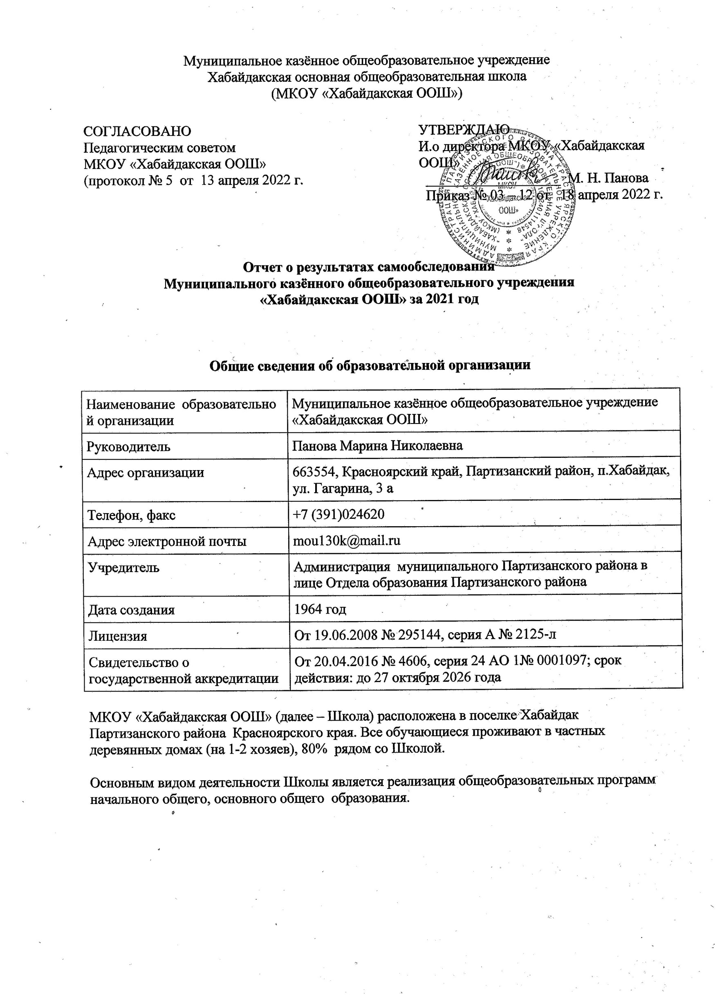 Муниципальное казённое общеобразовательное учреждение
Хабайдакская основная общеобразовательная школа
(МКОУ «Хабайдакская ООШ»)
СОГЛАСОВАНО
Педагогическим советом
МКОУ «Хабайдакская ООШ»
(протокол № 5 от 13 апреля 2022 г.
УТВЕРЖДАЮ
И.о директора МКОУ «Хабайдакская
ООШ»
М. Н. Панова
Приказ № 03 – 12 от 18 апреля 2022 г.
МКОУ
«Хабайдакская
ООШ»
Отчет о результатах самообследования
Муниципального казённого общеобразовательного учреждения
«Хабайдакская ООШ» за 2021 год
Общие сведения об образовательной организации
Наименование образовательно
й организации
Муниципальное казённое общеобразовательное учреждение
«Хабайдакская ООШ»
Руководитель
Панова Марина Николаевна
Адрес организации
663554, Красноярский край, Партизанский район, п.Хабайдак,
ул. Гагарина, 3 а
Телефон, факс
+7 (391)024620
Адрес электронной почты
mou130k@mail.ru
Учредитель
Администрация муниципального Партизанского района в
лице Отдела образования Партизанского района
Дата создания
1964 год
Лицензия
От 19.06.2008 № 295144, серия А № 2125-л
Свидетельство о
государственной аккредитации
От 20.04.2016 № 4606, серия 24 АО 1№ 0001097; срок
действия: до 27 октября 2026 года
МКОУ «Хабайдакская ООШ» (далее – Школа) расположена в поселке Хабайдак
Партизанского района Красноярского края. Все обучающиеся проживают в частных
деревянных домах (на 1-2 хозяев), 80% рядом со Школой.
Основным видом деятельности Школы является реализация общеобразовательных программ
начального общего, основного общего образования.